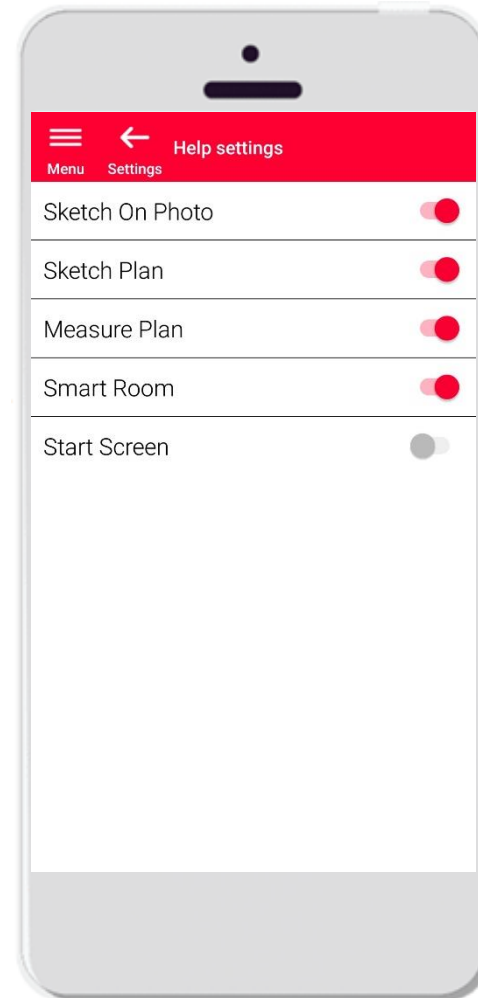 Help settings
Menu Settings
Sketch On Photo
Sketch Plan
Measure Plan
Smart Room
Start Screen